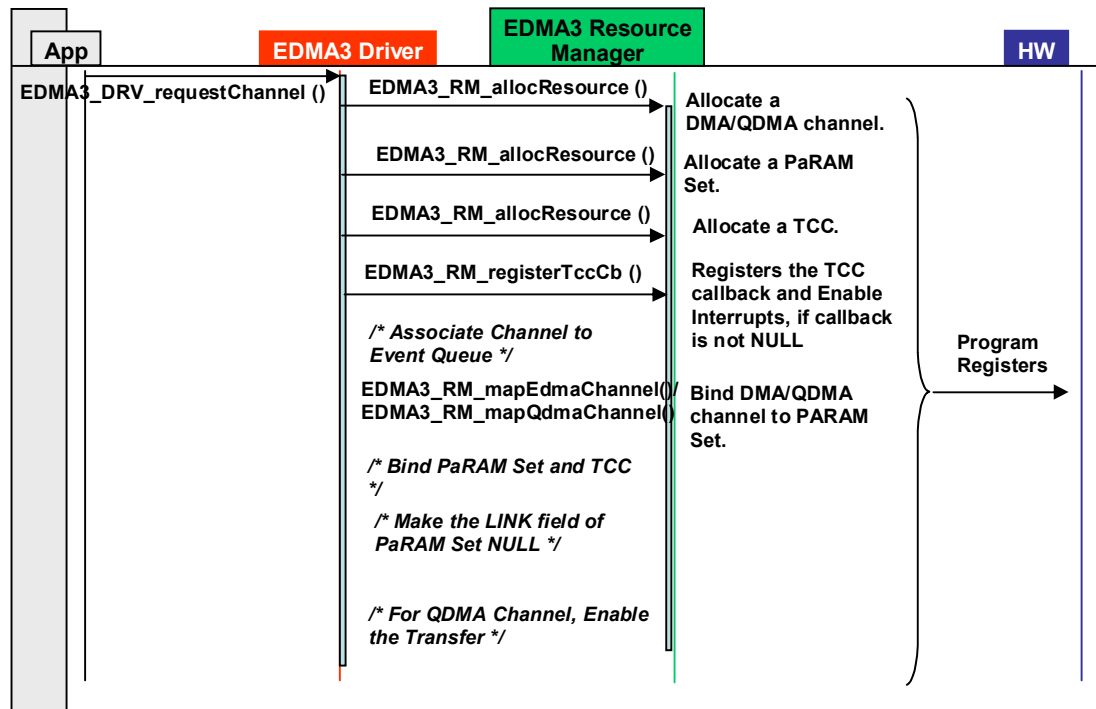 App
EDMA3 Driver
EDMA3 Resource
Manager
HW
EDMA3_DRV_requestChannel ()
EDMA3_RM_allocResource ()
Allocate a
DMA/QDMA channel.
EDMA3_RM_allocResource ()
Allocate a PaRAM
Set.
EDMA3_RM_allocResource ()
Allocate a TCC.
EDMA3_RM_registerTccCb ()
Registers the TCC
callback and Enable
Interrupts, if callback
is not NULL
/* Associate Channel to
Event Queue */
Program
Registers
EDMA3_RM_mapEdmaChannel()/
EDMA3_RM_mapQdmaChannel()
Bind DMA/QDMA
channel to PARAM
Set.
/* Bind PaRAM Set and TCC
*/
/* Make the LINK field of
PaRAM Set NULL */
/* For QDMA Channel, Enable
the Transfer */